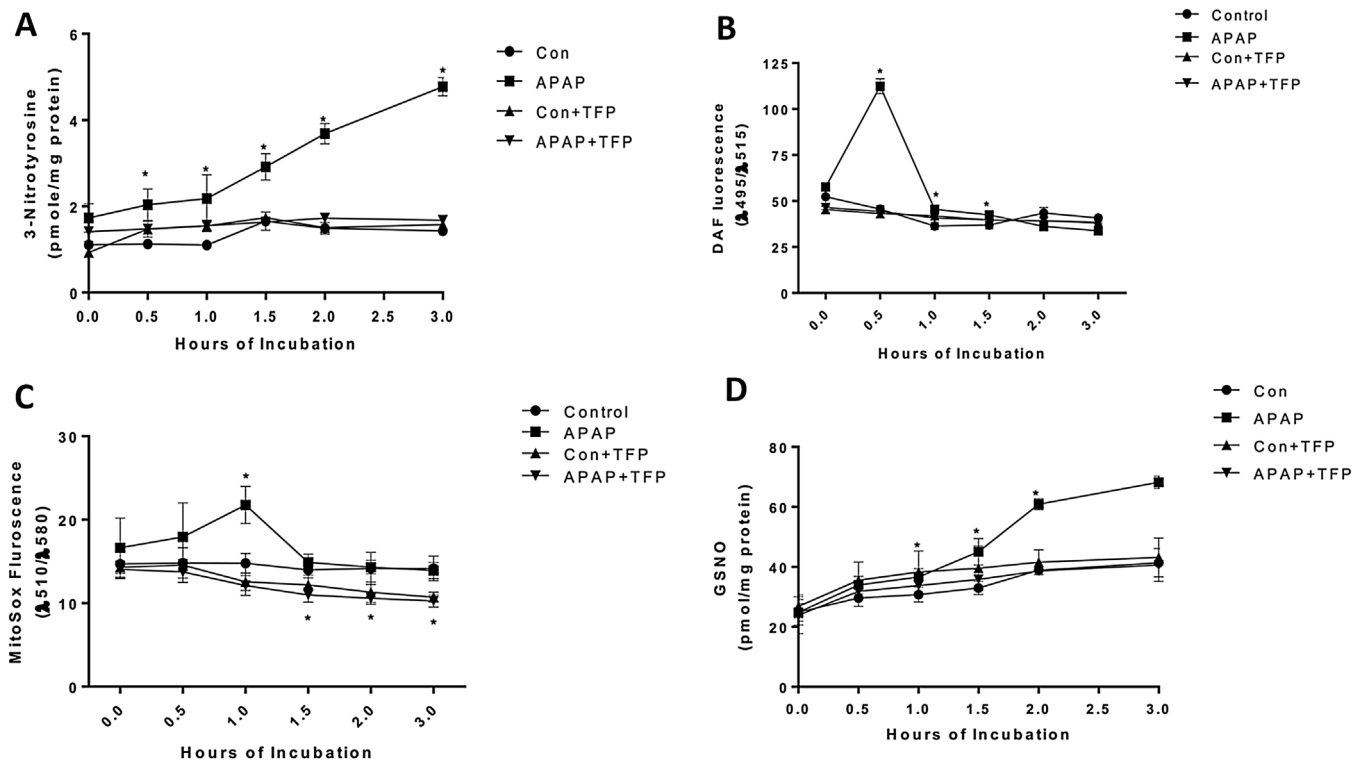 A
3-Nitrotyrosine
(pmole/mg protein)
6
4
2
0
0.0 0.5 1.0 1.5 2.0 2.5 3.0
Hours of Incubation
* * * * * *
Con
APAP
Con+TFP
APAP+TFP
B
DAF luorescence
(λ495/λ515)
125
100
75
50
25
0
0.0 0.5 1.0 1.5 2.0 3.0
Hours of Incubation
* * *
Control
APAP
Con+TFP
APAP+TFP
C
MitoSox Fluroscence
(λ510/λ580)
30
20
10
0
0.0 0.5 1.0 1.5 2.0 3.0
Hours of Incubation
*
* * *
Control
APAP
Con+TFP
APAP+TFP
D
GSNO
(pmol/mg protein)
80
60
40
20
0
0.0 0.5 1.0 1.5 2.0 2.5 3.0
Hours of Incubation
* * *
Con
APAP
Con+TFP
APAP+TFP